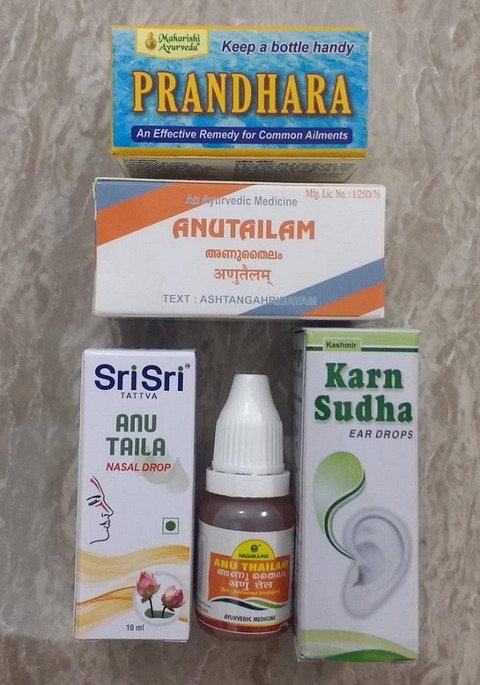 Maharishi
Ayurveda
Keep a bottle handy
PRANDHARA
An Effective Remedy for Common Ailments
Mfg. Lic. No. : 1/25D/76
An Ayurvedic Medicine
ANUTAILAM
അണുതൈലം
अणुतैलम्
TEXT : ASHTANGAHRIDAYAM
Sri Sri™
TATTVA
ANU
TAILA
NASAL DROP
10 ml
NAGARJUNA
ANU THAILAM
അണു തൈലം
अणु तेल
AYURVEDIC MEDICINE
Kashmir
Karn
Sudha
EAR DROPS